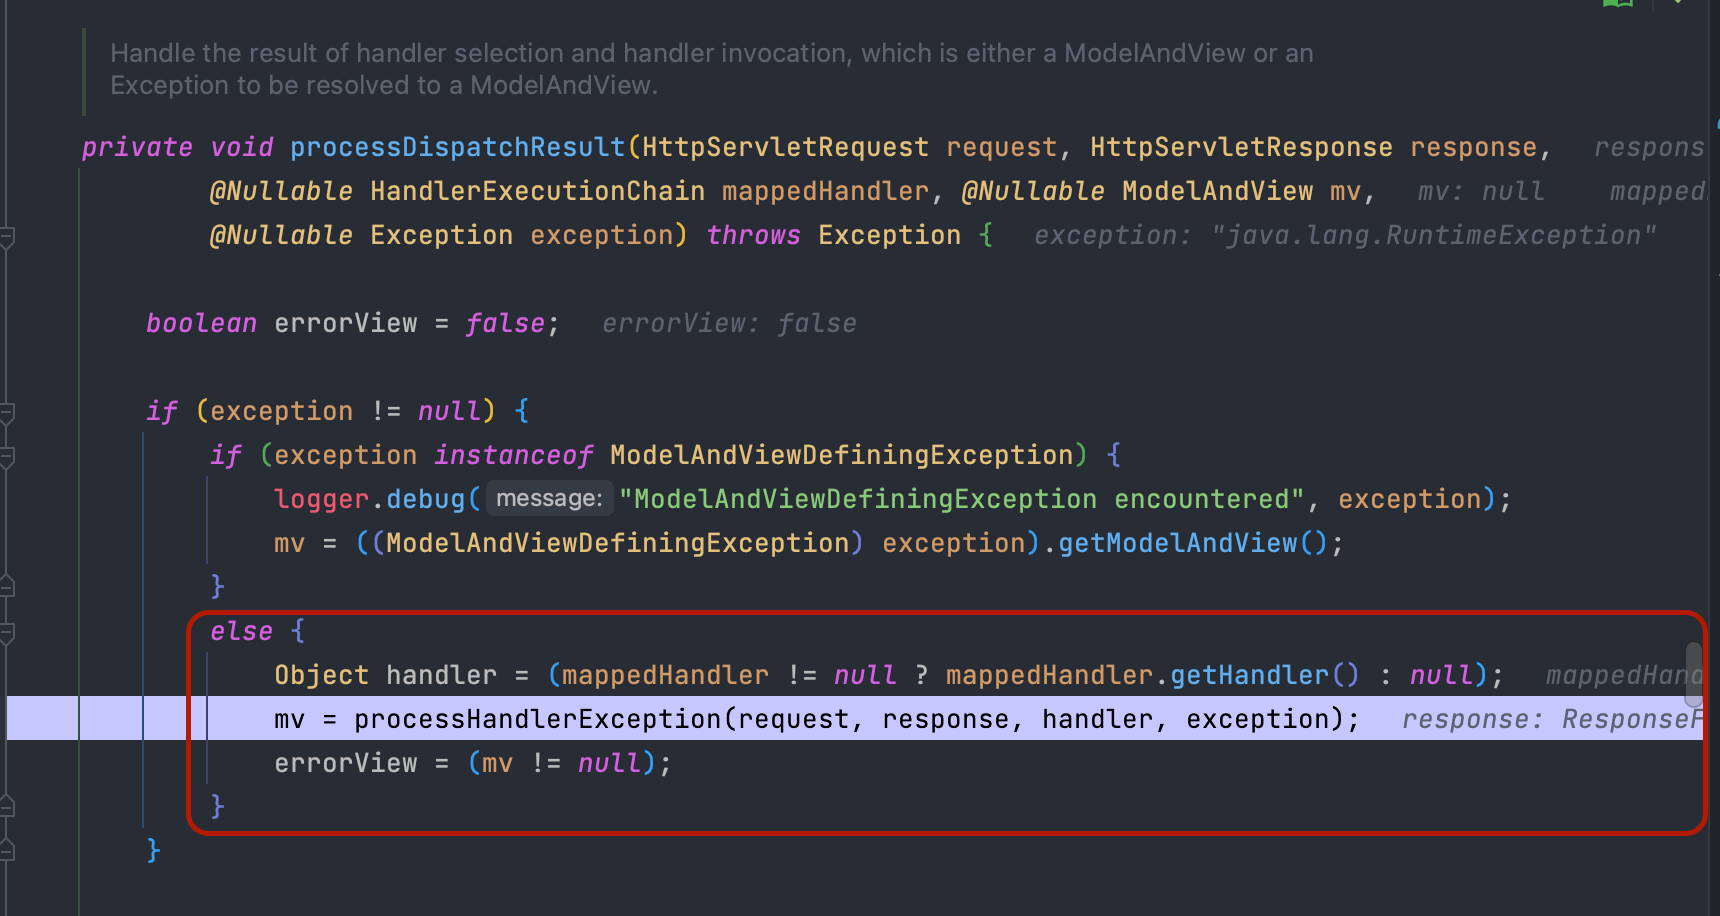 Handle the result of handler selection and handler invocation, which is either a ModelAndView or an
Exception to be resolved to a ModelAndView.
private void processDispatchResult(HttpServletRequest request, HttpServletResponse response, respons
@Nullable HandlerExecutionChain mappedHandler, @Nullable ModelAndView mv, mv: null mapped
@Nullable Exception exception) throws Exception { exception: "java.lang.RuntimeException"
boolean errorView = false; errorView: false
if (exception != null) {
if (exception instanceof ModelAndViewDefiningException) {
logger.debug( message: "ModelAndViewDefiningException encountered", exception);
mv = ((ModelAndViewDefiningException) exception).getModelAndView();
}
else {
Object handler = (mappedHandler != null ? mappedHandler.getHandler() : null); mappedHand
mv = processHandlerException(request, response, handler, exception); response: ResponseF
errorView = (mv != null);
}
}